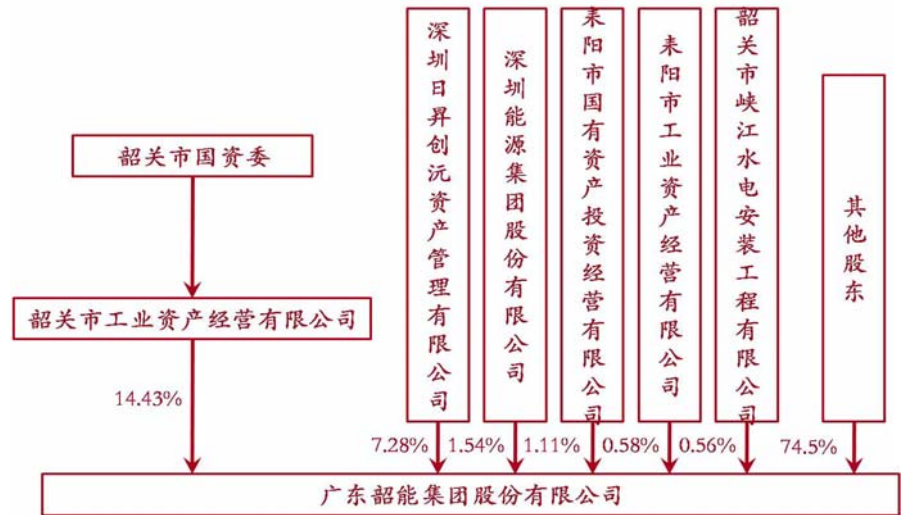 韶关市国资委
韶关市工业资产经营有限公司
14.43%
深圳日昇创沅资产管理有限公司
深圳能源集团股份有限公司
耒阳市国有资产投资经营有限公司
耒阳市工业资产经营有限公司
韶关市峡江水电安装工程有限公司
其他股东
7.28%
1.54%
1.11%
0.58%
0.56%
74.5%
广东韶能集团股份有限公司